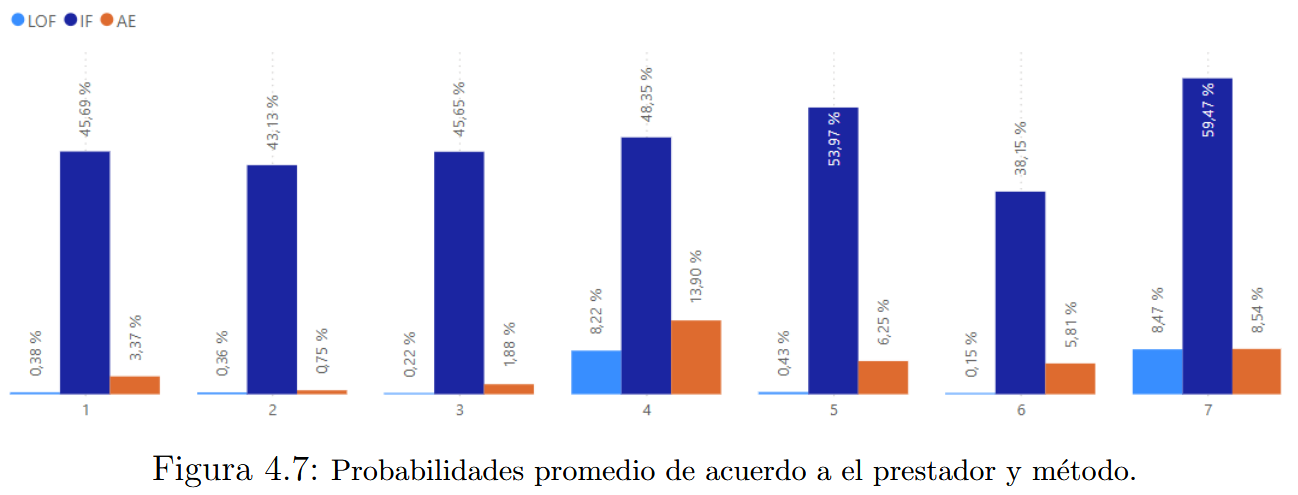 LOF IF AE
0,38 % 45,69 % 3,37 % 0,36 % 43,13 % 0,75 % 0,22 % 45,65 % 1,88 % 8,22 % 48,35 % 13,90 % 0,43 % 53,97 % 6,25 % 0,15 % 38,15 % 5,81 % 8,47 % 59,47 % 8,54 %
1 2 3 4 5 6 7
Figura 4.7: Probabilidades promedio de acuerdo a el prestador y método.